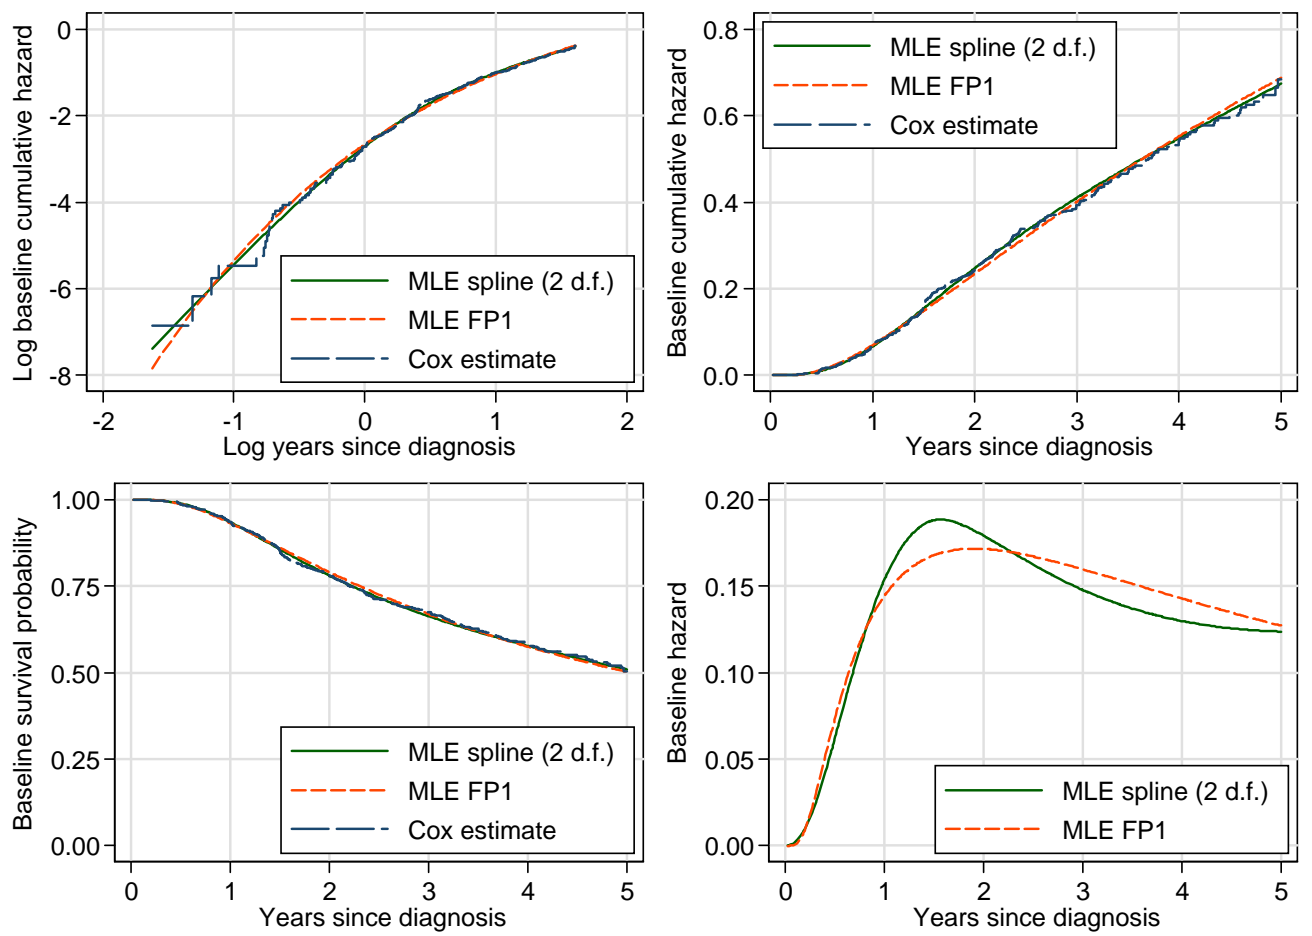 Log baseline cumulative hazard
0
-2
-4
-6
-8
MLE spline (2 d.f.)
MLE FP1
Cox estimate
-2 -1 0 1 2
Log years since diagnosis
Baseline cumulative hazard
0.8
0.6
0.4
0.2
0.0
MLE spline (2 d.f.)
MLE FP1
Cox estimate
0 1 2 3 4 5
Years since diagnosis
Baseline survival probability
1.00
0.75
0.50
0.25
0.00
MLE spline (2 d.f.)
MLE FP1
Cox estimate
0 1 2 3 4 5
Years since diagnosis
Baseline hazard
0.20
0.15
0.10
0.05
0.00
MLE spline (2 d.f.)
MLE FP1
0 1 2 3 4 5
Years since diagnosis